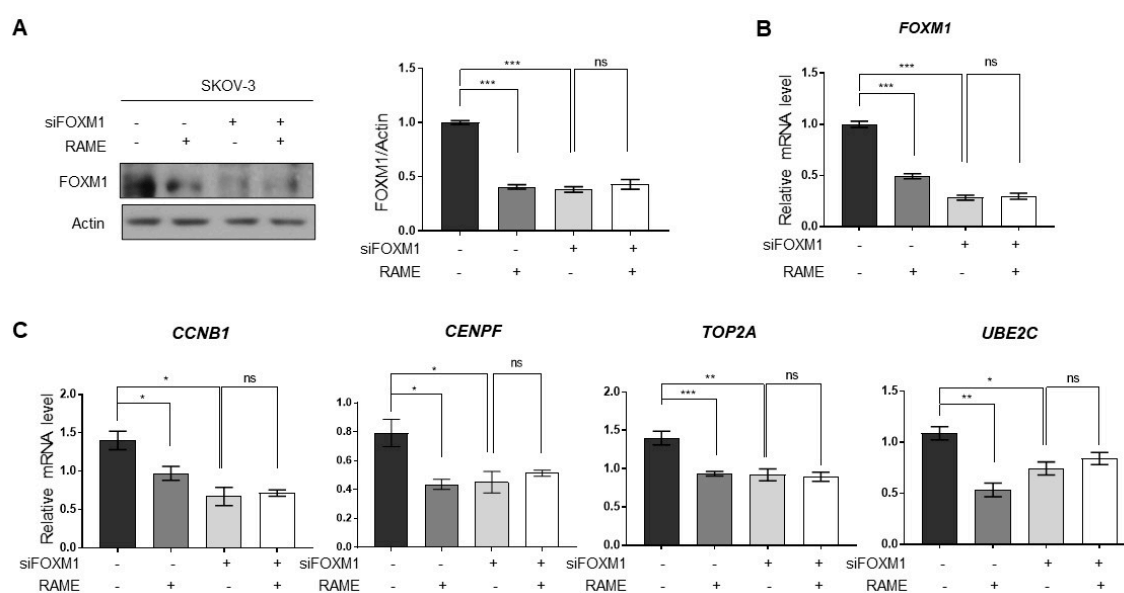 A
SKOV-3
siFOXM1 - - + +
RAME - + - +
FOXM1
Actin
FOXM1/Actin
1.5
1.0
0.5
0.0
***
***
ns
siFOXM1 - - + +
RAME - + - +
B
FOXM1
Relative mRNA level
1.5
1.0
0.5
0.0
***
***
ns
siFOXM1 - - + +
RAME - + - +
C
CCNB1
Relative mRNA level
2.0
1.5
1.0
0.5
0.0
*
*
ns
siFOXM1 - - + +
RAME - + - +
CENPF
1.0
0.8
0.6
0.4
0.2
0.0
*
*
ns
- - + +
- + - +
TOP2A
2.0
1.5
1.0
0.5
0.0
**
***
ns
siFOXM1 - - + +
RAME - + - +
UBE2C
1.5
1.0
0.5
0.0
*
**
ns
- - + +
- + - +